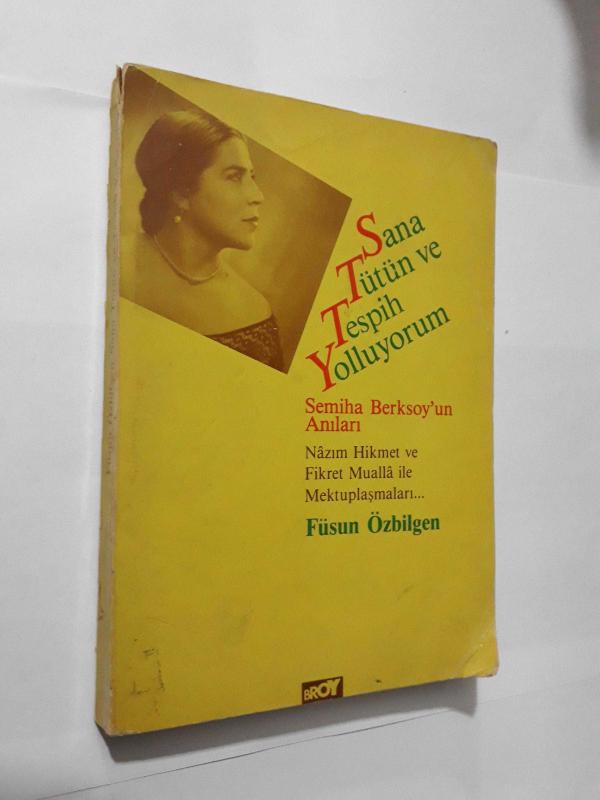 Sana
Tütün ve
Tespih
Yolluyorum
Semiha Berksoy'un
Anıları
Nâzım Hikmet ve
Fikret Muallâ ile
Mektuplaşmaları...
Füsun Özbilgen
BROY